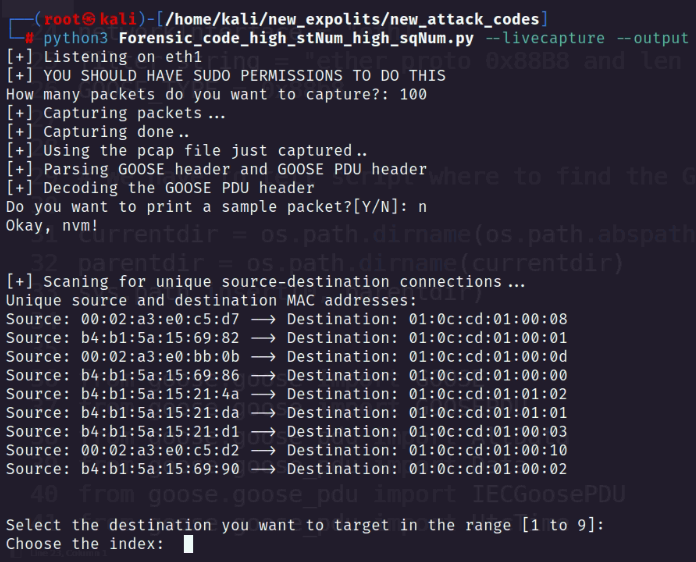 ┌──(root㉿kali)-[/home/kali/new_expolits/new_attack_codes]
└─# python3 Forensic_code_high_stNum_high_sqNum.py --livecapture --output
[+] Listening on eth1
[+] YOU SHOULD HAVE SUDO PERMISSIONS TO DO THIS
How many packets do you want to capture?: 100
[+] Capturing packets...
[+] Capturing done..
[+] Using the pcap file just captured..
[+] Parsing GOOSE header and GOOSE PDU header
[+] Decoding the GOOSE PDU header
Do you want to print a sample packet?[Y/N]: n
Okay, nvm!
[+] Scaning for unique source-destination connections...
Unique source and destination MAC addresses:
Source: 00:02:a3:e0:c5:d7 --> Destination: 01:0c:cd:01:00:08
Source: b4:b1:5a:15:69:82 --> Destination: 01:0c:cd:01:00:01
Source: 00:02:a3:e0:bb:0b --> Destination: 01:0c:cd:01:00:0d
Source: b4:b1:5a:15:69:86 --> Destination: 01:0c:cd:01:00:00
Source: b4:b1:5a:15:21:4a --> Destination: 01:0c:cd:01:01:02
Source: b4:b1:5a:15:21:da --> Destination: 01:0c:cd:01:01:01
Source: b4:b1:5a:15:21:d1 --> Destination: 01:0c:cd:01:00:03
Source: 00:02:a3:e0:c5:d2 --> Destination: 01:0c:cd:01:00:10
Source: b4:b1:5a:15:69:90 --> Destination: 01:0c:cd:01:00:02
40 from goose.goose_pdu import IECGoosePDU
Select the destination you want to target in the range [1 to 9]:
Choose the index: